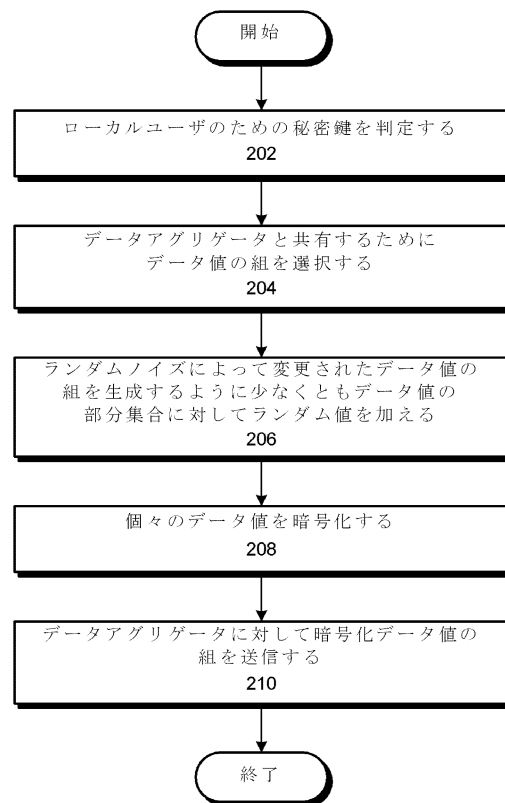 開始
ローカルユーザのための秘密鍵を判定する
202
データアグリゲータと共有するために
データ値の組を選択する
204
ランダムノイズによって変更されたデータ値の
組を生成するように少なくともデータ値の
部分集合に対してランダム値を加える
206
個々のデータ値を暗号化する
208
データアグリゲータに対して暗号化データ値の
組を送信する
210
終了